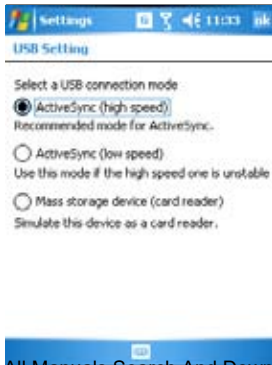 Settings 11:33 ok
USB Setting
Select a USB connection mode
ActiveSync (high speed)
Recommended mode for ActiveSync.
ActiveSync (low speed)
Use this mode if the high speed one is unstable
Mass storage device (card reader)
Simulate this device as a card reader.
All Manuals Search And Down